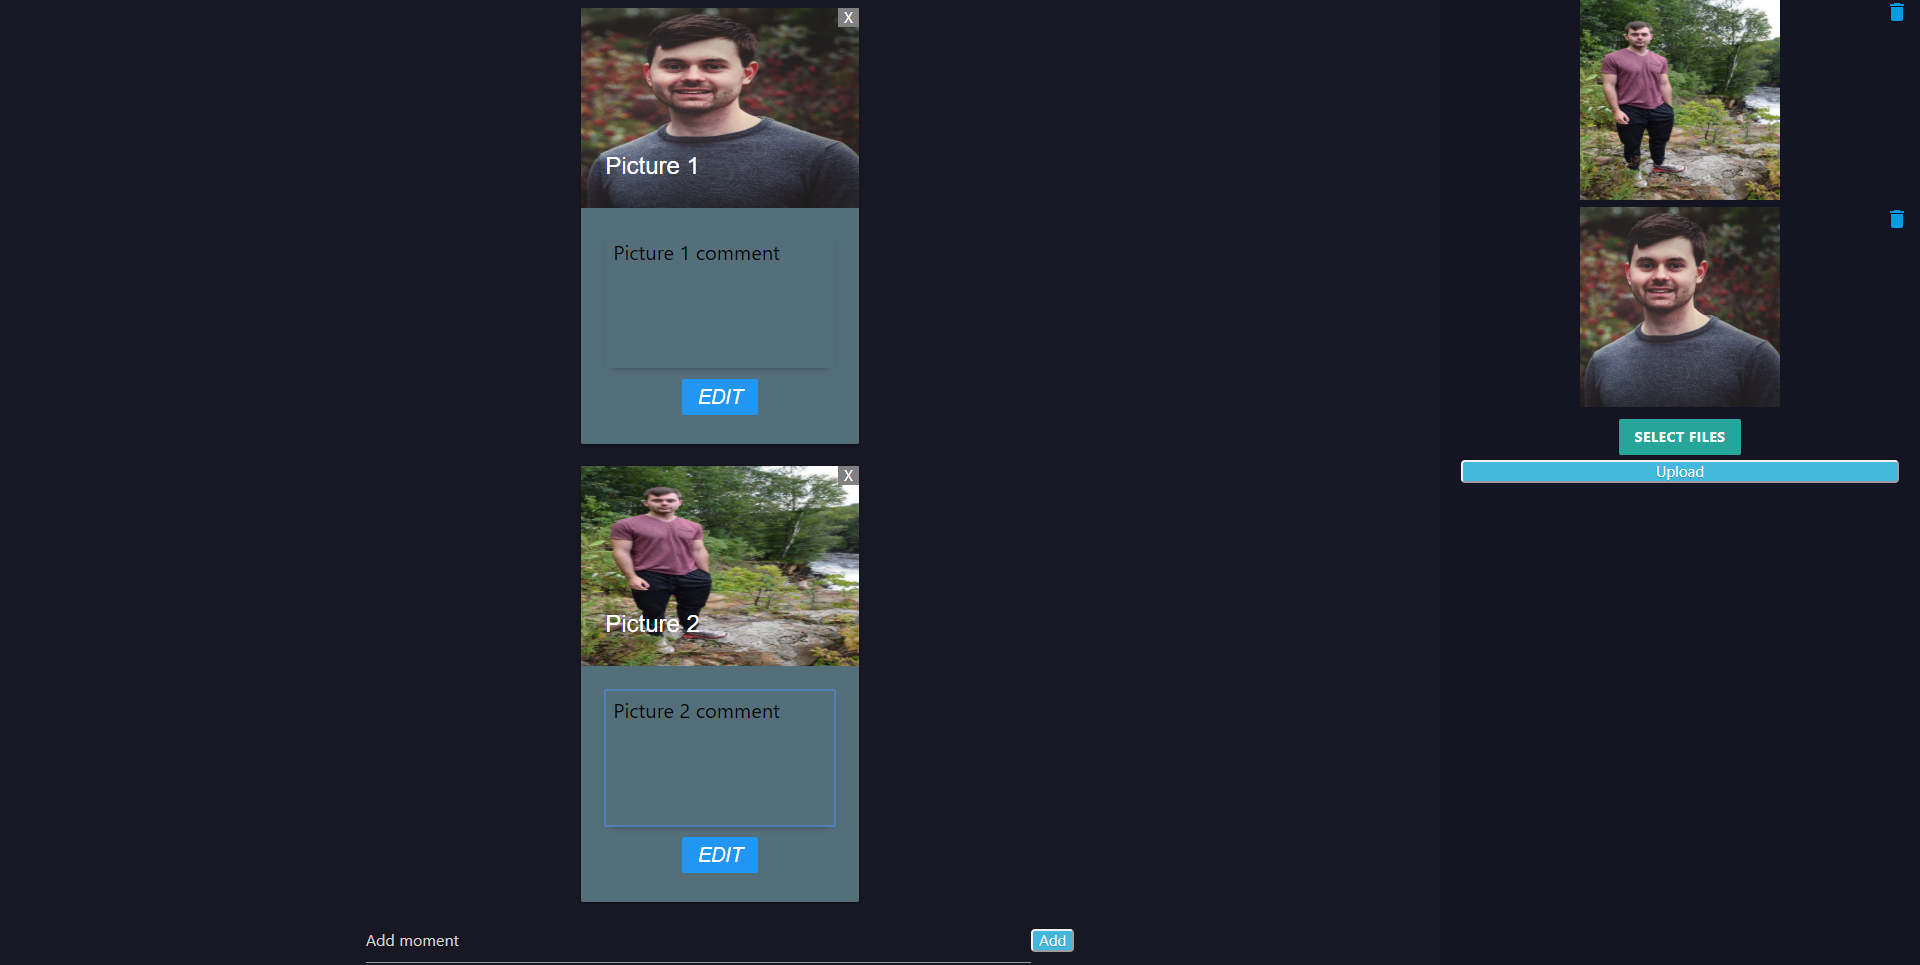 X
Picture 1
Picture 1 comment
EDIT
X
Picture 2
Picture 2 comment
EDIT
Add moment
Add
SELECT FILES
Upload